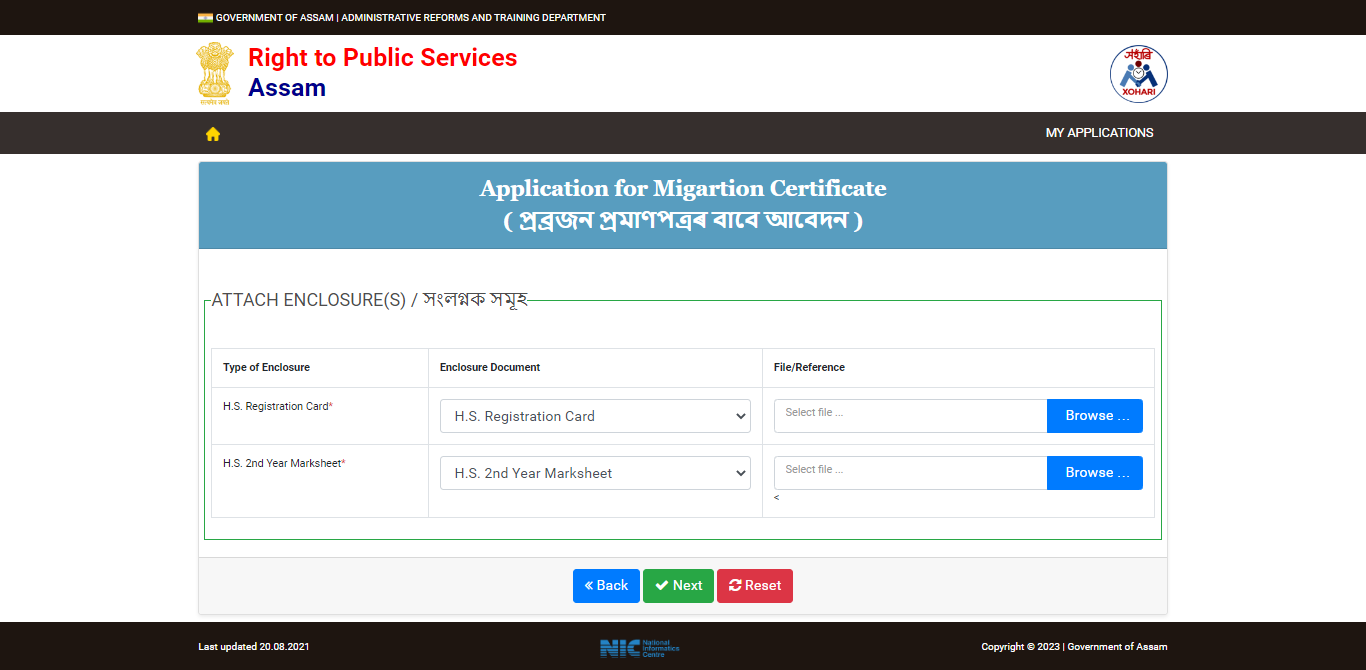 GOVERNMENT OF ASSAM | ADMINISTRATIVE REFORMS AND TRAINING DEPARTMENT
Right to Public Services
Assam
सत्यमेव जयते
XOHARI
MY APPLICATIONS
Application for Migartion Certificate
( প্ৰব্ৰজন প্ৰমাণপত্ৰৰ বাবে আবেদন )
ATTACH ENCLOSURE(S) / সংলগ্নক সমূহ
Type of Enclosure Enclosure Document File/Reference
H.S. Registration Card* H.S. Registration Card Select file ... Browse ...
H.S. 2nd Year Marksheet* H.S. 2nd Year Marksheet Select file ... Browse ...
<
Back Next Reset
Last updated 20.08.2021 NIC National Informatics Centre Copyright © 2023 | Government of Assam